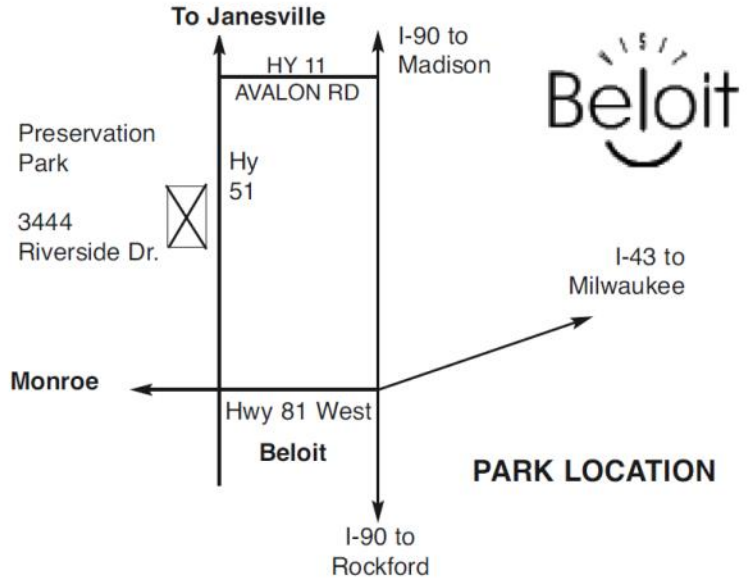 To Janesville
I-90 to
Madison
HY 11
AVALON RD
VISIT
Beloit
Preservation
Park
Hy
51
3444
Riverside Dr.
I-43 to
Milwaukee
Monroe
Hwy 81 West
Beloit
PARK LOCATION
I-90 to
Rockford